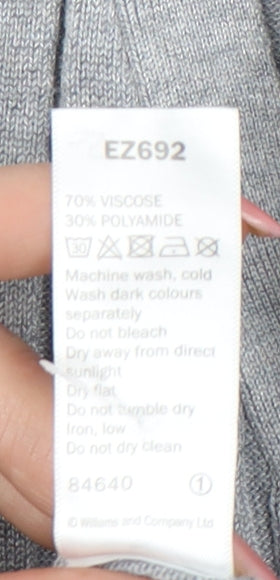 EZ692
70% VISCOSE
30% POLYAMIDE
30
Machine wash, cold
Wash dark colours
separately
Do not bleach
Dry away from direct
sunlight
Dry flat
Do not tumble dry
Iron, low
Do not dry clean
84640 1
© Williams and Company Ltd